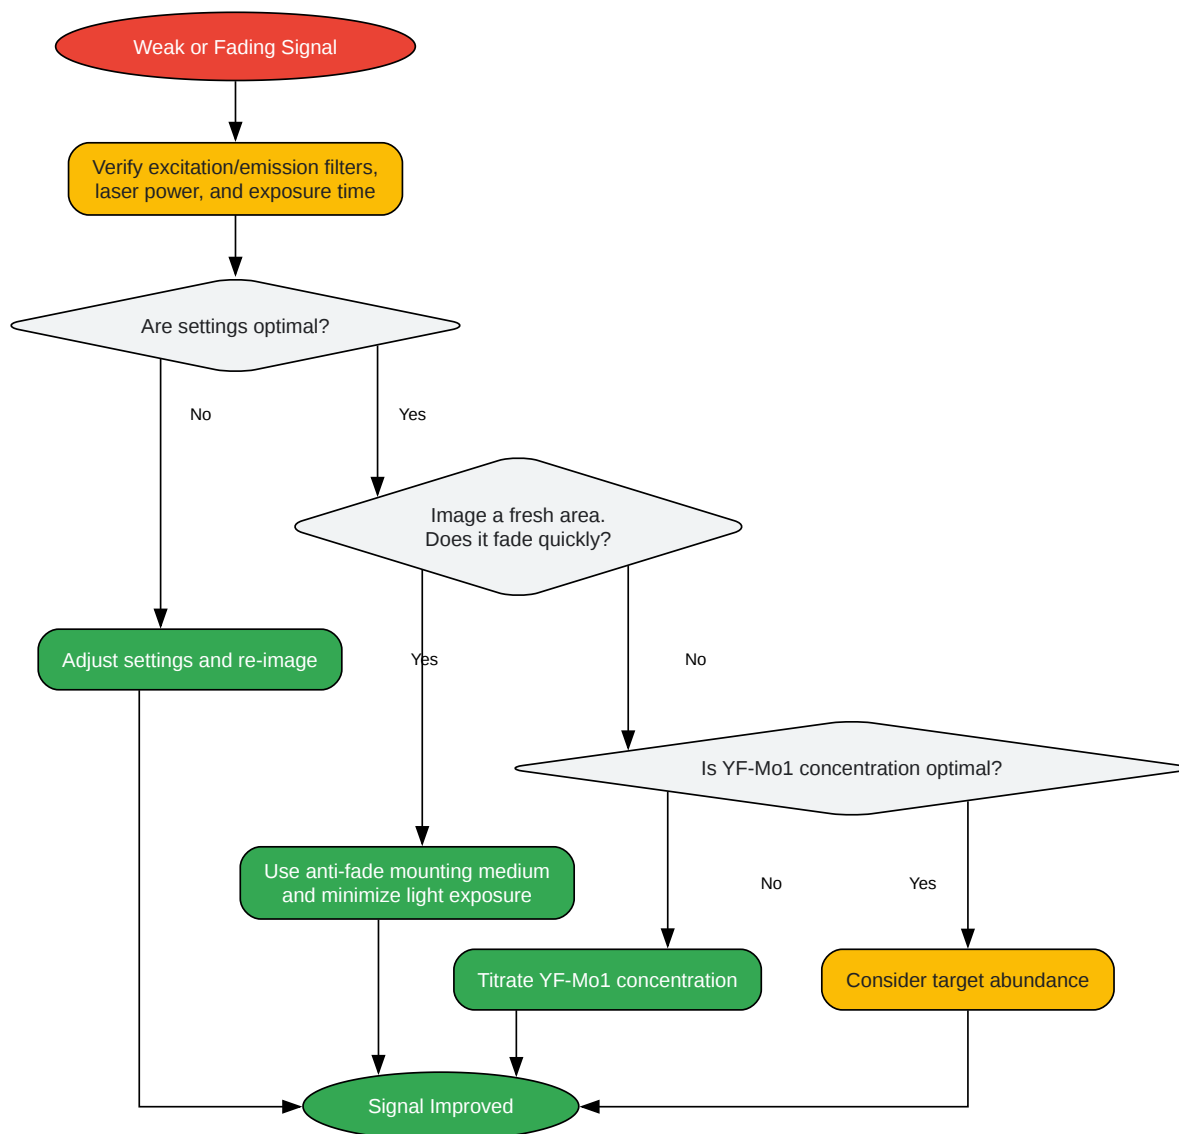 Weak or Fading Signal
Verify excitation/emission filters,
laser power, and exposure time
Are settings optimal?
No
Yes
Image a fresh area.
Does it fade quickly?
Adjust settings and re-image
Yes
No
Is YF-Mo1 concentration optimal?
Use anti-fade mounting medium
and minimize light exposure
No
Yes
Titrate YF-Mo1 concentration
Consider target abundance
Signal Improved